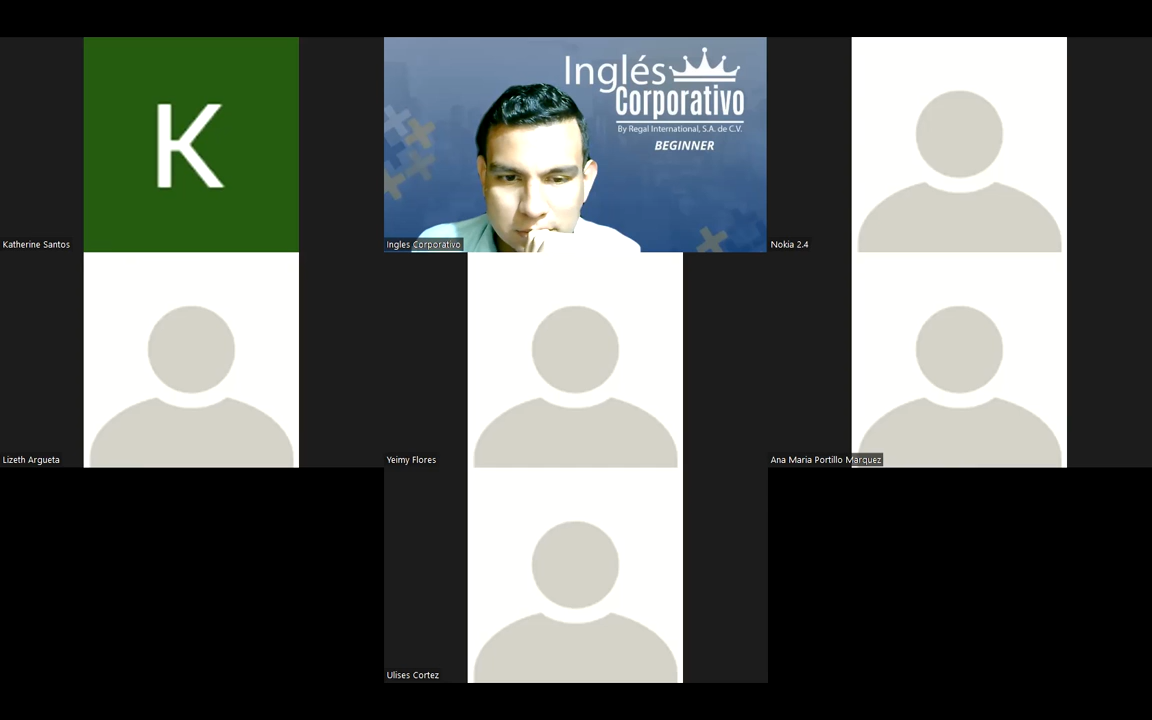 K
Katherine Santos
Inglés
Corporativo
By Regal International, S.A. de C.V.
BEGINNER
Ingles Corporativo
Nokia 2.4
Lizeth Argueta
Yeimy Flores
Ana Maria Portillo Marquez
Ulises Cortez